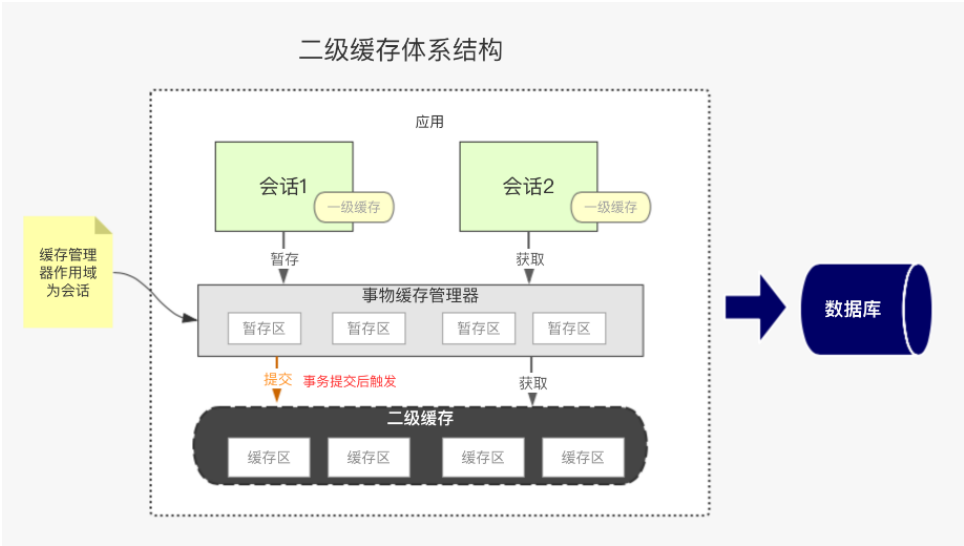 二级缓存体系结构
应用
会话1
一级缓存
会话2
一级缓存
缓存管理
器作用域
为会话
暂存
获取
事物缓存管理器
暂存区
暂存区
暂存区
暂存区
数据库
提交
事务提交后触发
获取
二级缓存
缓存区
缓存区
缓存区
缓存区